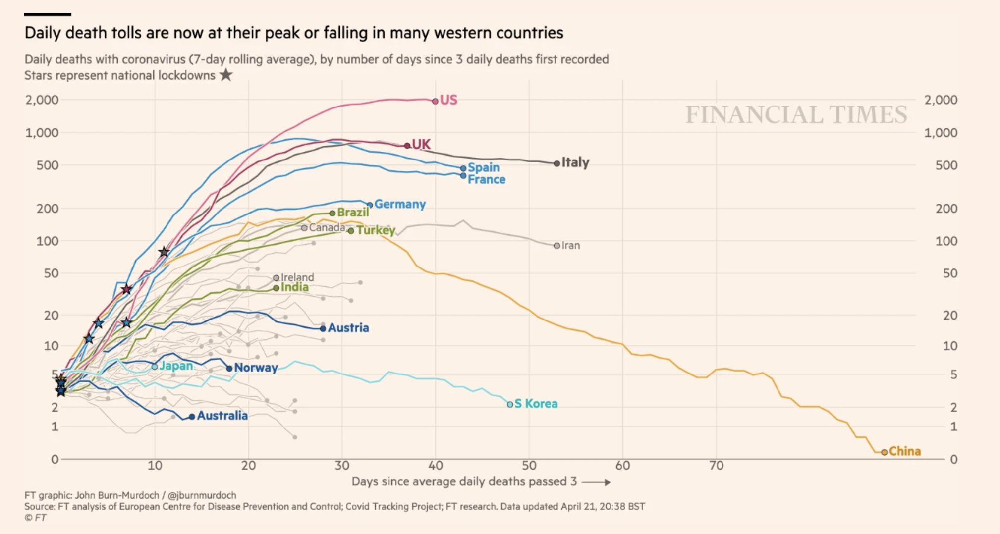 Daily death tolls are now at their peak or falling in many western countries
Daily deaths with coronavirus (7-day rolling average), by number of days since 3 daily deaths first recorded
Stars represent national lockdowns ★
FINANCIAL TIMES
2,000
1,000
500
200
100
50
20
10
5
2
1
0
2,000
1,000
500
200
100
50
20
10
5
2
1
0
US
UK
Italy
Spain
France
Germany
Brazil
Canada
Turkey
Iran
Ireland
India
Austria
Japan
Norway
S Korea
Australia
China
10 20 30 40 50 60 70
Days since average daily deaths passed 3
FT graphic: John Burn-Murdoch / @jburnmurdoch
Source: FT analysis of European Centre for Disease Prevention and Control; Covid Tracking Project; FT research. Data updated April 21, 20:38 BST
© FT